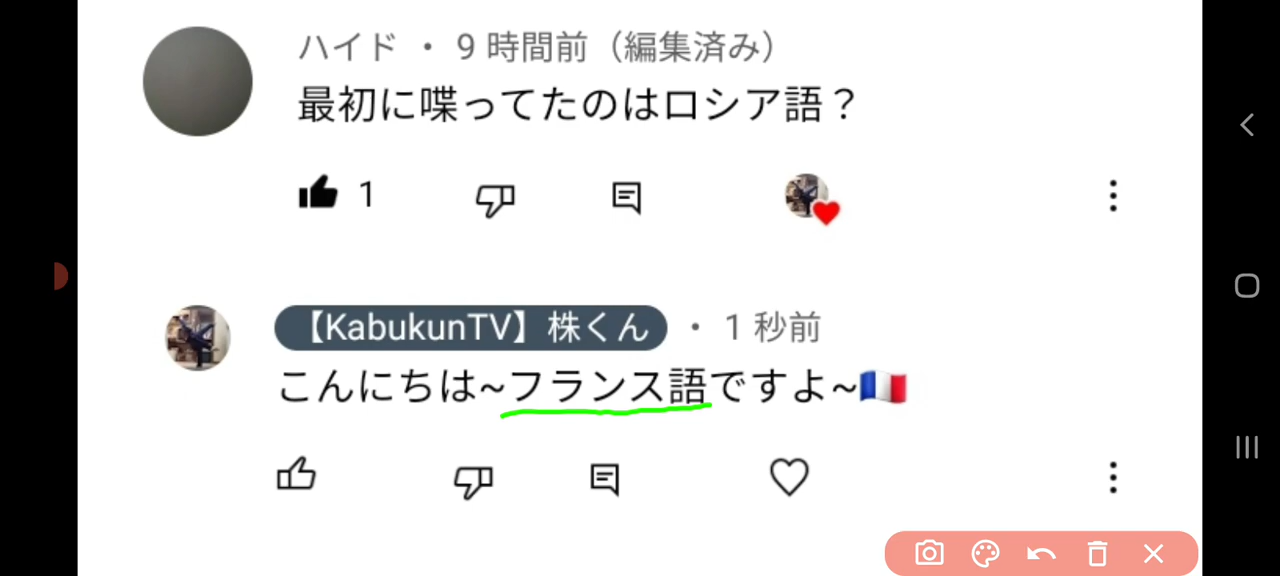 ハイド ・ 9 時間前（編集済み）
最初に喋ってたのはロシア語？
1
【KabukunTV】株くん ・ 1 秒前
こんにちは~フランス語ですよ~🇫🇷